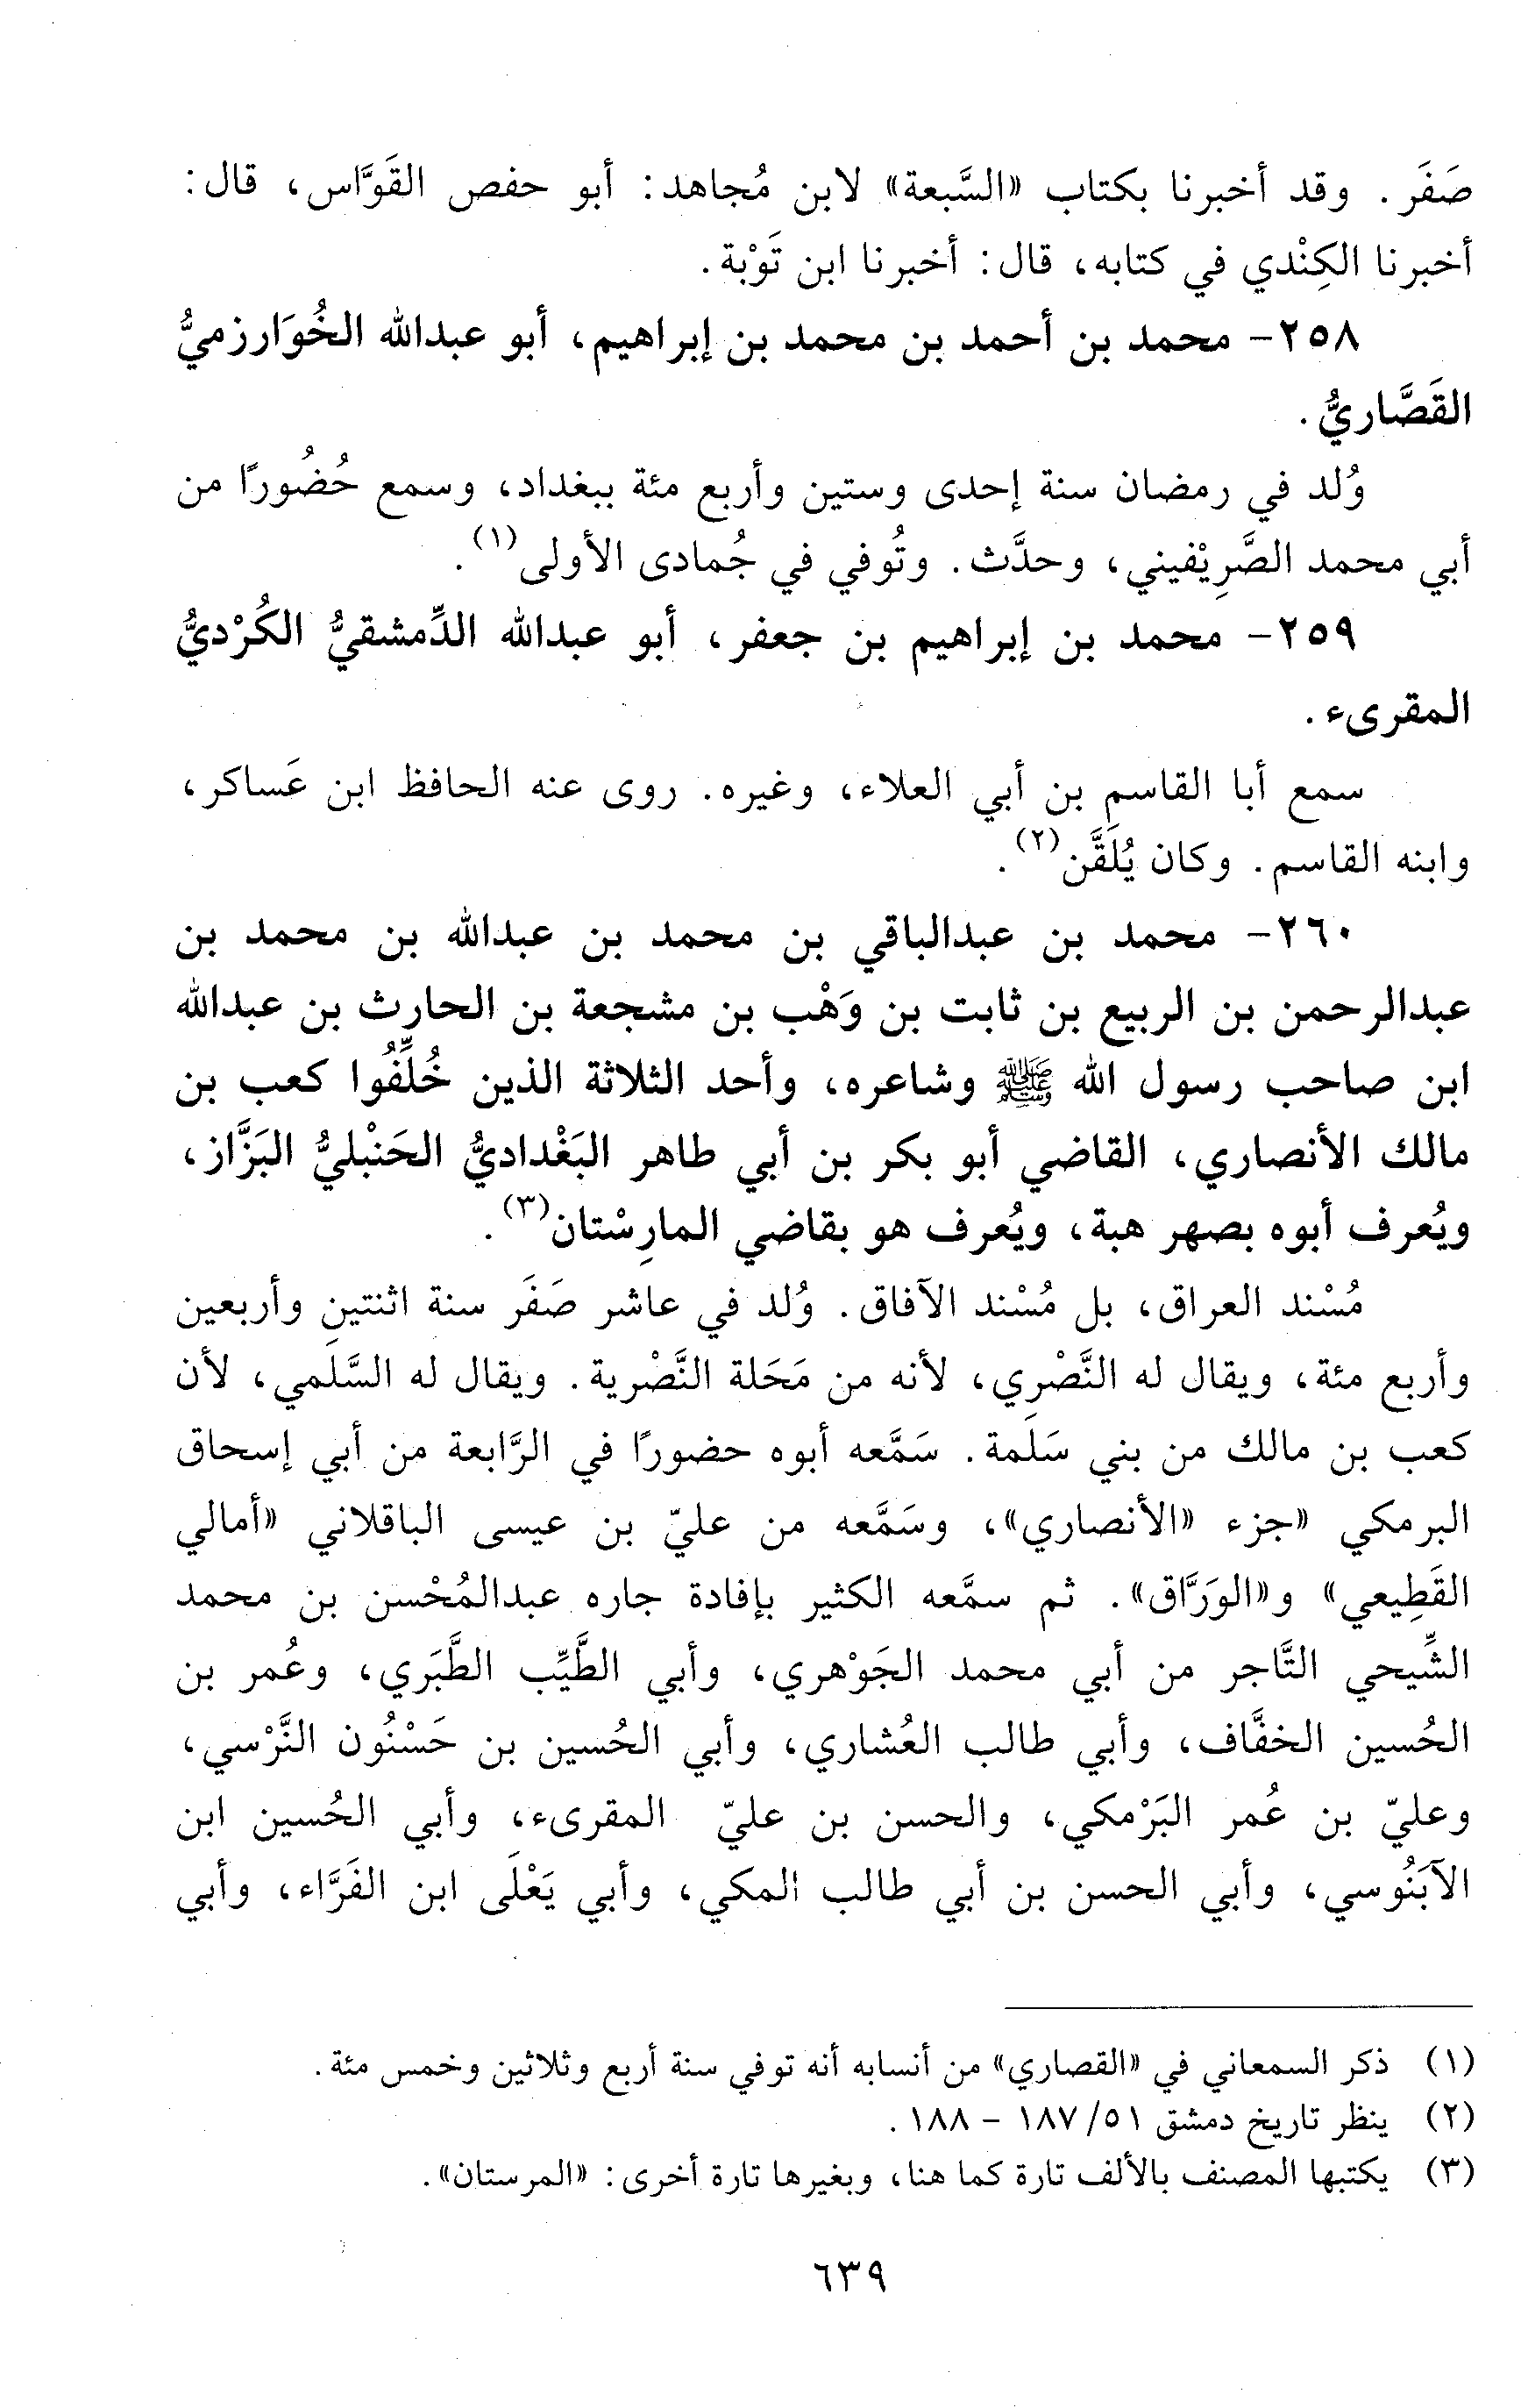 صَفَر. وقد أخبرنا بكتاب «السَّبعة» لابن مُجاهد: أبو حفص القَوَّاس، قال:
أخبرنا الكِنْدي في كتابه، قال: أخبرنا ابن تَوْبة.
٢٥٨- محمد بن أحمد بن محمد بن إبراهيم، أبو عبدالله الخُوَارزميُّ
القَصَّاريُّ.
وُلد في رمضان سنة إحدى وستين وأربع مئة ببغداد، وسمع حُضُورًا من
أبي محمد الصَّرِيْفيني، وحدَّث. وتُوفي في جُمادى الأولى(١).
٢٥٩- محمد بن إبراهيم بن جعفر، أبو عبدالله الدِّمشقيُّ الكُرْديُّ
المقرىء.
سمع أبا القاسم بن أبي العلاء، وغيره. روى عنه الحافظ ابن عَساكر،
وابنه القاسم. وكان يُلَقَّن(٢).
٢٦٠- محمد بن عبدالباقي بن محمد بن عبدالله بن محمد بن
عبدالرحمن بن الربيع بن ثابت بن وَهْب بن مشجعة بن الحارث بن عبدالله
ابن صاحب رسول الله ﷺ وشاعره، وأحد الثلاثة الذين خُلِّفُوا كعب بن
مالك الأنصاري، القاضي أبو بكر بن أبي طاهر البَغْداديُّ الحَنْبليُّ البَزَّاز،
ويُعرف أبوه بصهر هبة، ويُعرف هو بقاضي المارِسْتان(٣).
مُسْند العراق، بل مُسْند الآفاق. وُلد في عاشر صَفَر سنة اثنتين وأربعين
وأربع مئة، ويقال له النَّصْرِي، لأنه من مَحَلة النَّصْرية. ويقال له السَّلَمي، لأن
كعب بن مالك من بني سَلَِمة. سَمَّعه أبوه حضورًا في الرَّابعة من أبي إسحاق
البرمكي «جزء «الأنصاري»، وسَمَّعه من عليّ بن عيسى الباقلاني «أمالي
القَطِيعي» و«الوَرَّاق». ثم سمَّعه الكثير بإفادة جاره عبدالمُحْسن بن محمد
الشِّيحي التَّاجر من أبي محمد الجَوْهري، وأبي الطَّيِّب الطَّبَري، وعُمر بن
الحُسين الخفَّاف، وأبي طالب العُشاري، وأبي الحُسين بن حَسْنُون النَّرْسي،
وعليّ بن عُمر البَرْمكي، والحسن بن عليّ المقرىء، وأبي الحُسين ابن
الآبَنُوسي، وأبي الحسن بن أبي طالب المكي، وأبي يَعْلَى ابن الفَرَّاء، وأبي
(١) ذكر السمعاني في «القصاري» من أنسابه أنه توفي سنة أربع وثلاثين وخمس مئة.
(٢) ينظر تاريخ دمشق ٥١/ ١٨٧ - ١٨٨.
(٣) يكتبها المصنف بالألف تارة كما هنا، وبغيرها تارة أخرى: «المرستان».
٦٣٩